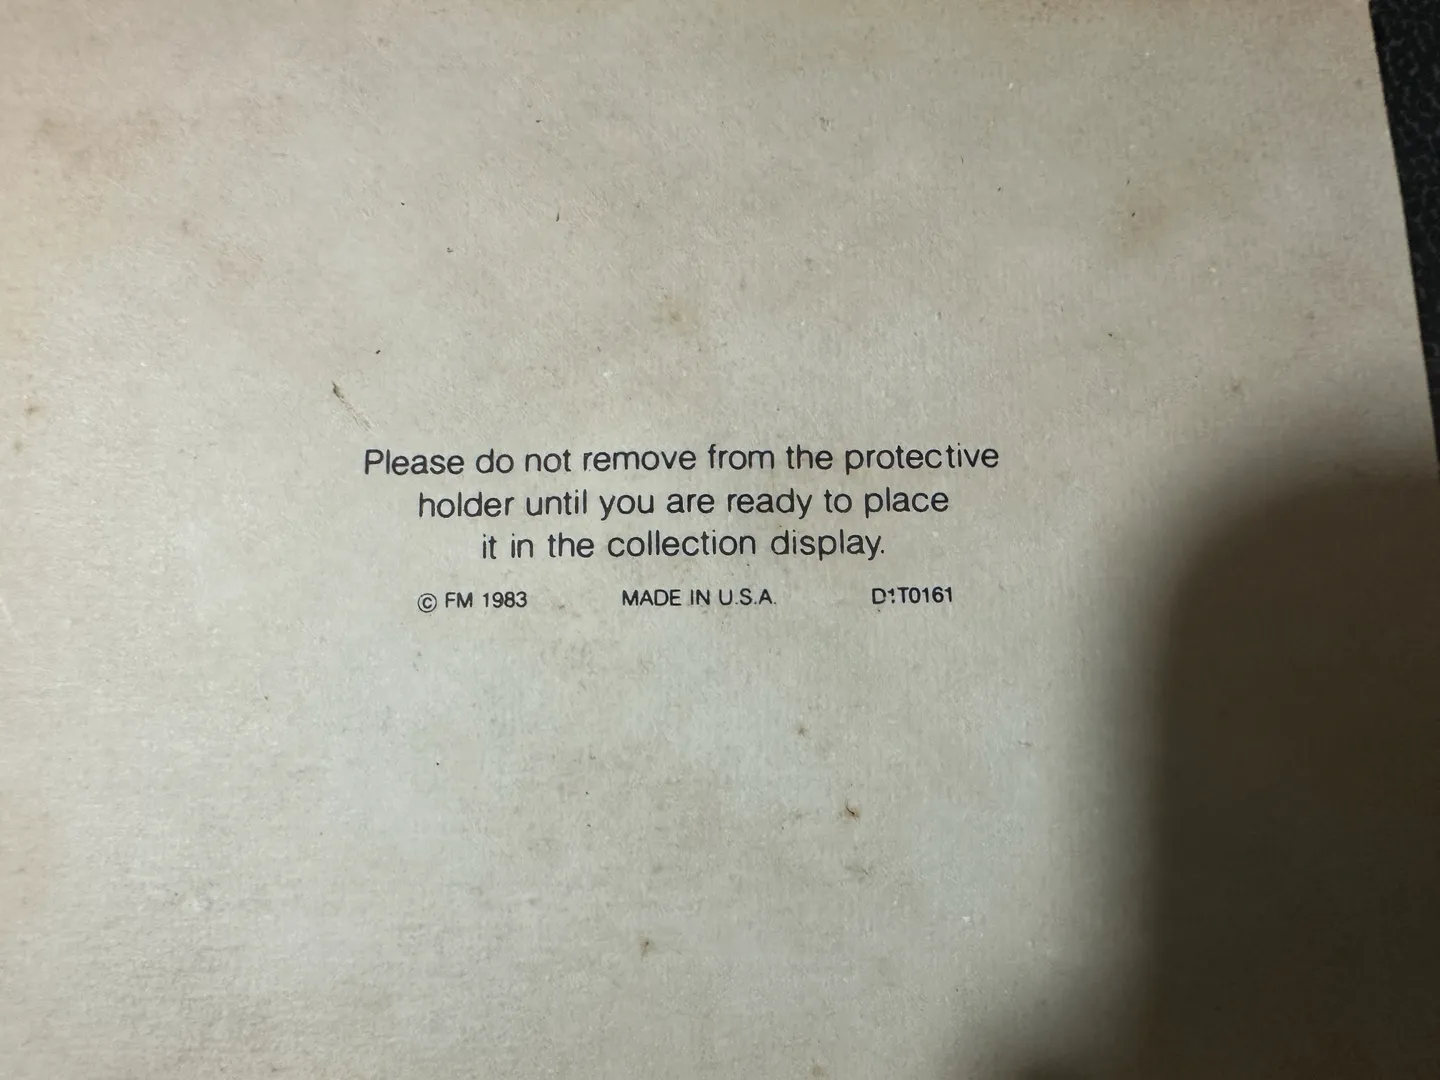 Please do not remove from the protective
holder until you are ready to place
it in the collection display.
© FM 1983 MADE IN U.S.A. D1T0161